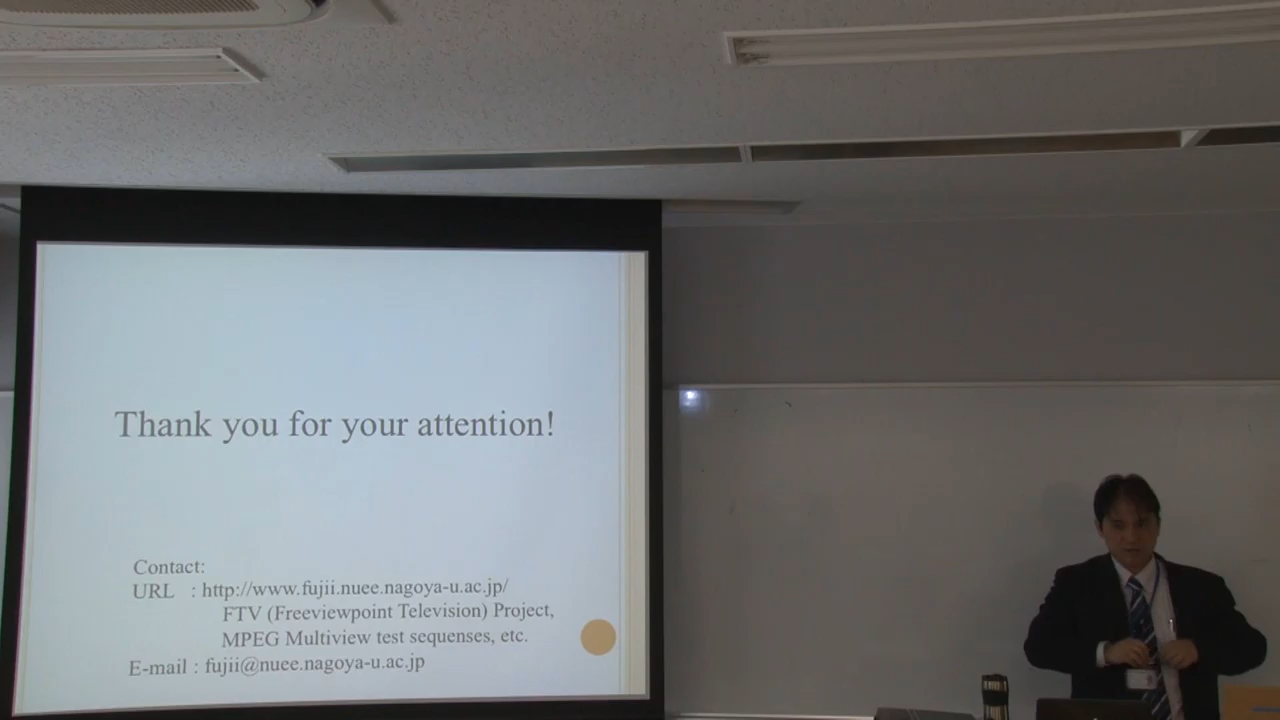 Thank you for your attention!
Contact:
URL : http://www.fujii.nuee.nagoya-u.ac.jp/
FTV (Freeviewpoint Television) Project,
MPEG Multiview test sequenses, etc.
E-mail : fujii@nuee.nagoya-u.ac.jp